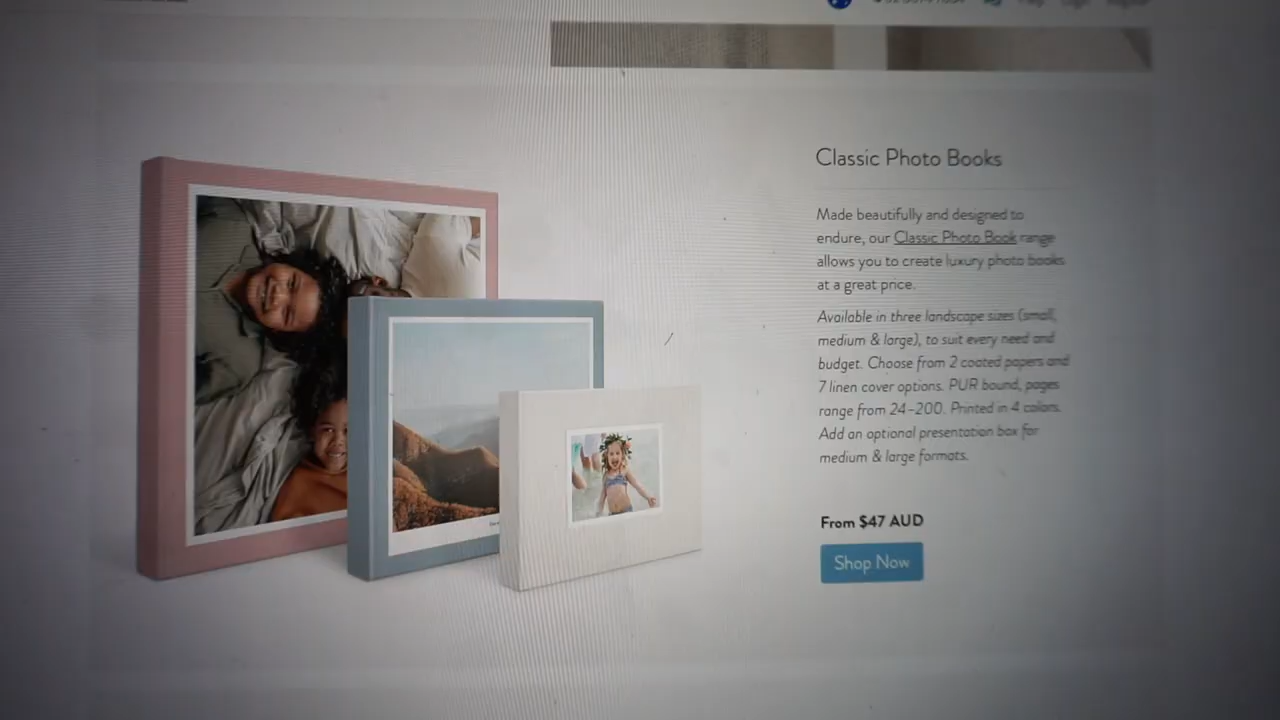 Classic Photo Books
Made beautifully and designed to
endure, our Classic Photo Book range
allows you to create luxury photo books
at a great price.
Available in three landscape sizes (small,
medium & large), to suit every need and
budget. Choose from 2 coated papers and
7 linen cover options. PUR bound, pages
range from 24–200. Printed in 4 colors.
Add an optional presentation box for
medium & large formats.
From $47 AUD
Shop Now